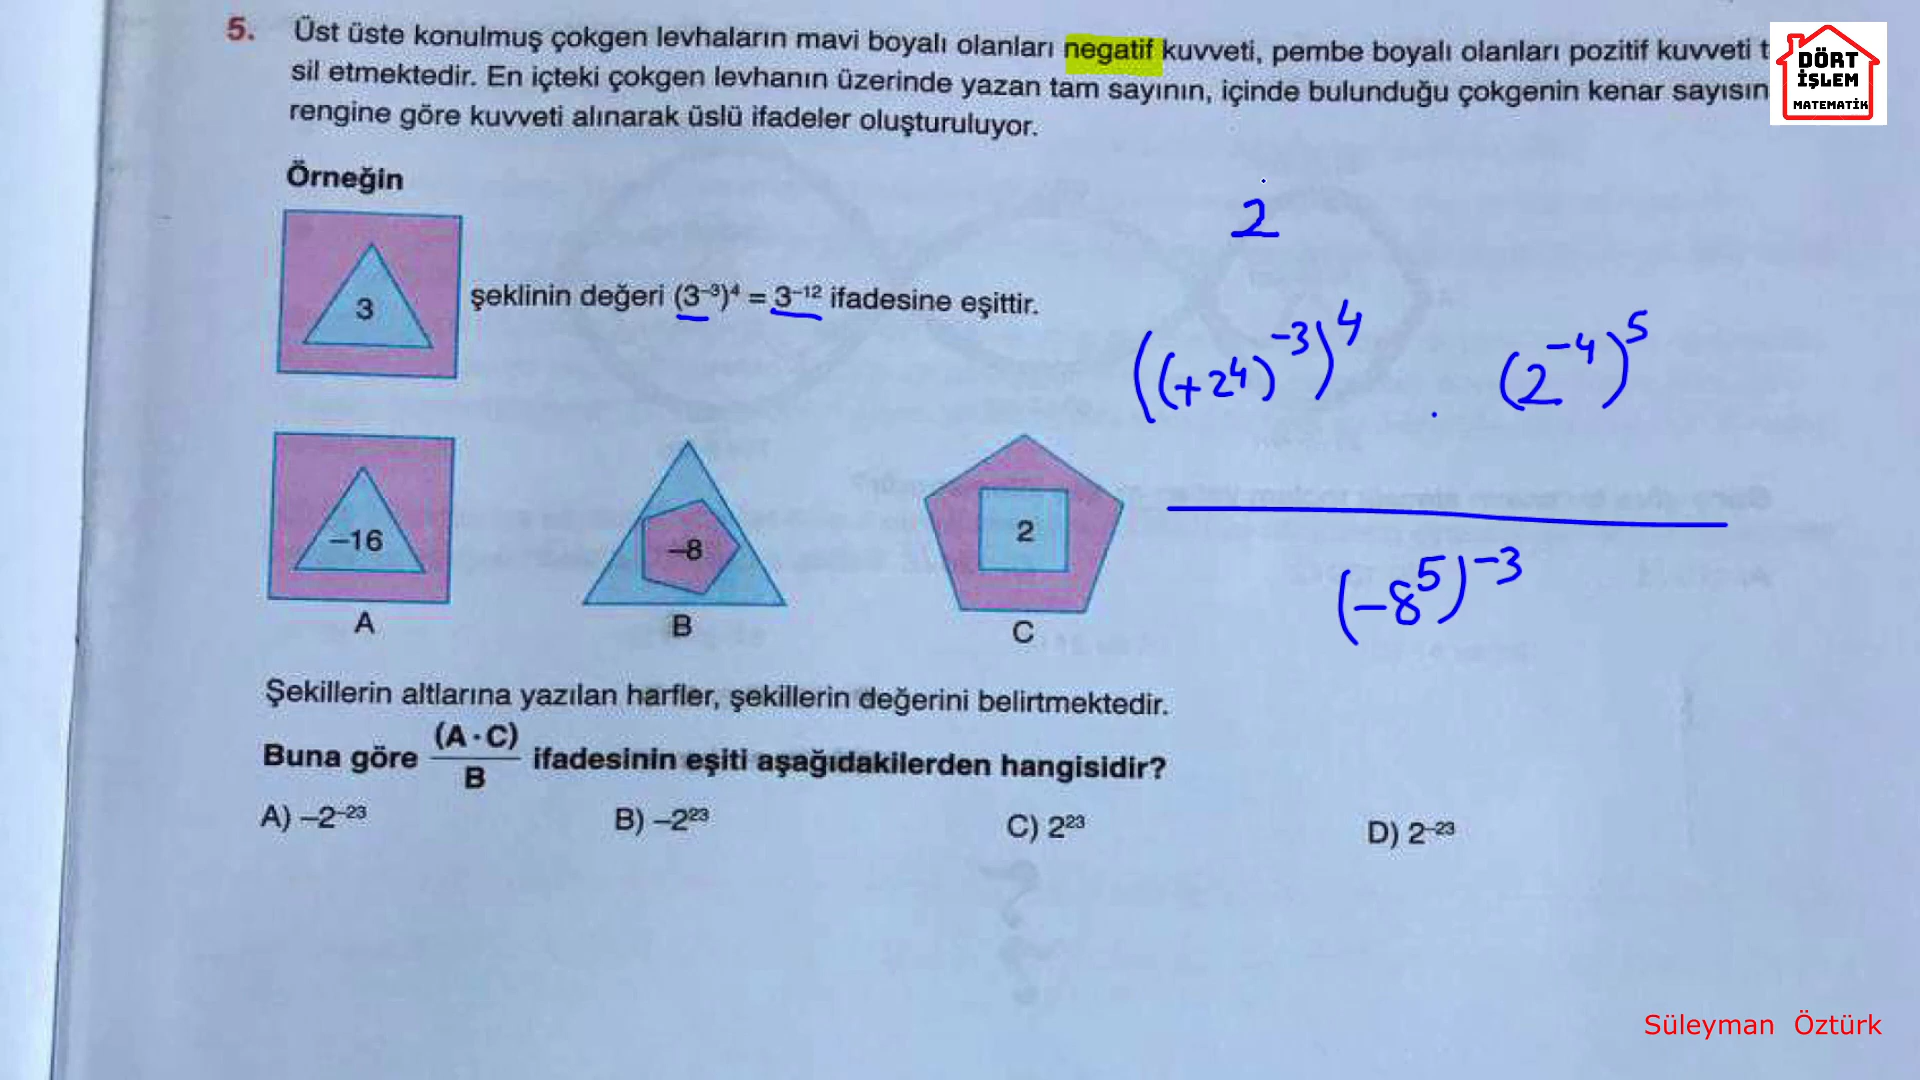 5. Üst üste konulmuş çokgen levhaların mavi boyalı olanları negatif kuvveti, pembe boyalı olanları pozitif kuvveti t
sil etmektedir. En içteki çokgen levhanın üzerinde yazan tam sayının, içinde bulunduğu çokgenin kenar sayısın
rengine göre kuvveti alınarak üslü ifadeler oluşturuluyor.
DÖRT
İŞLEM
MATEMATİK
Örneğin
2
3
şeklinin değeri (3⁻³)⁴ = 3⁻¹² ifadesine eşittir.
((+2⁴)⁻³)⁴ . (2⁻⁴)⁵
(-8⁵)⁻³
–16
–8
2
A
B
C
Şekillerin altlarına yazılan harfler, şekillerin değerini belirtmektedir.
Buna göre (A · C) / B ifadesinin eşiti aşağıdakilerden hangisidir?
A) –2⁻²³ B) –2²³ C) 2²³ D) 2⁻²³
Süleyman Öztürk